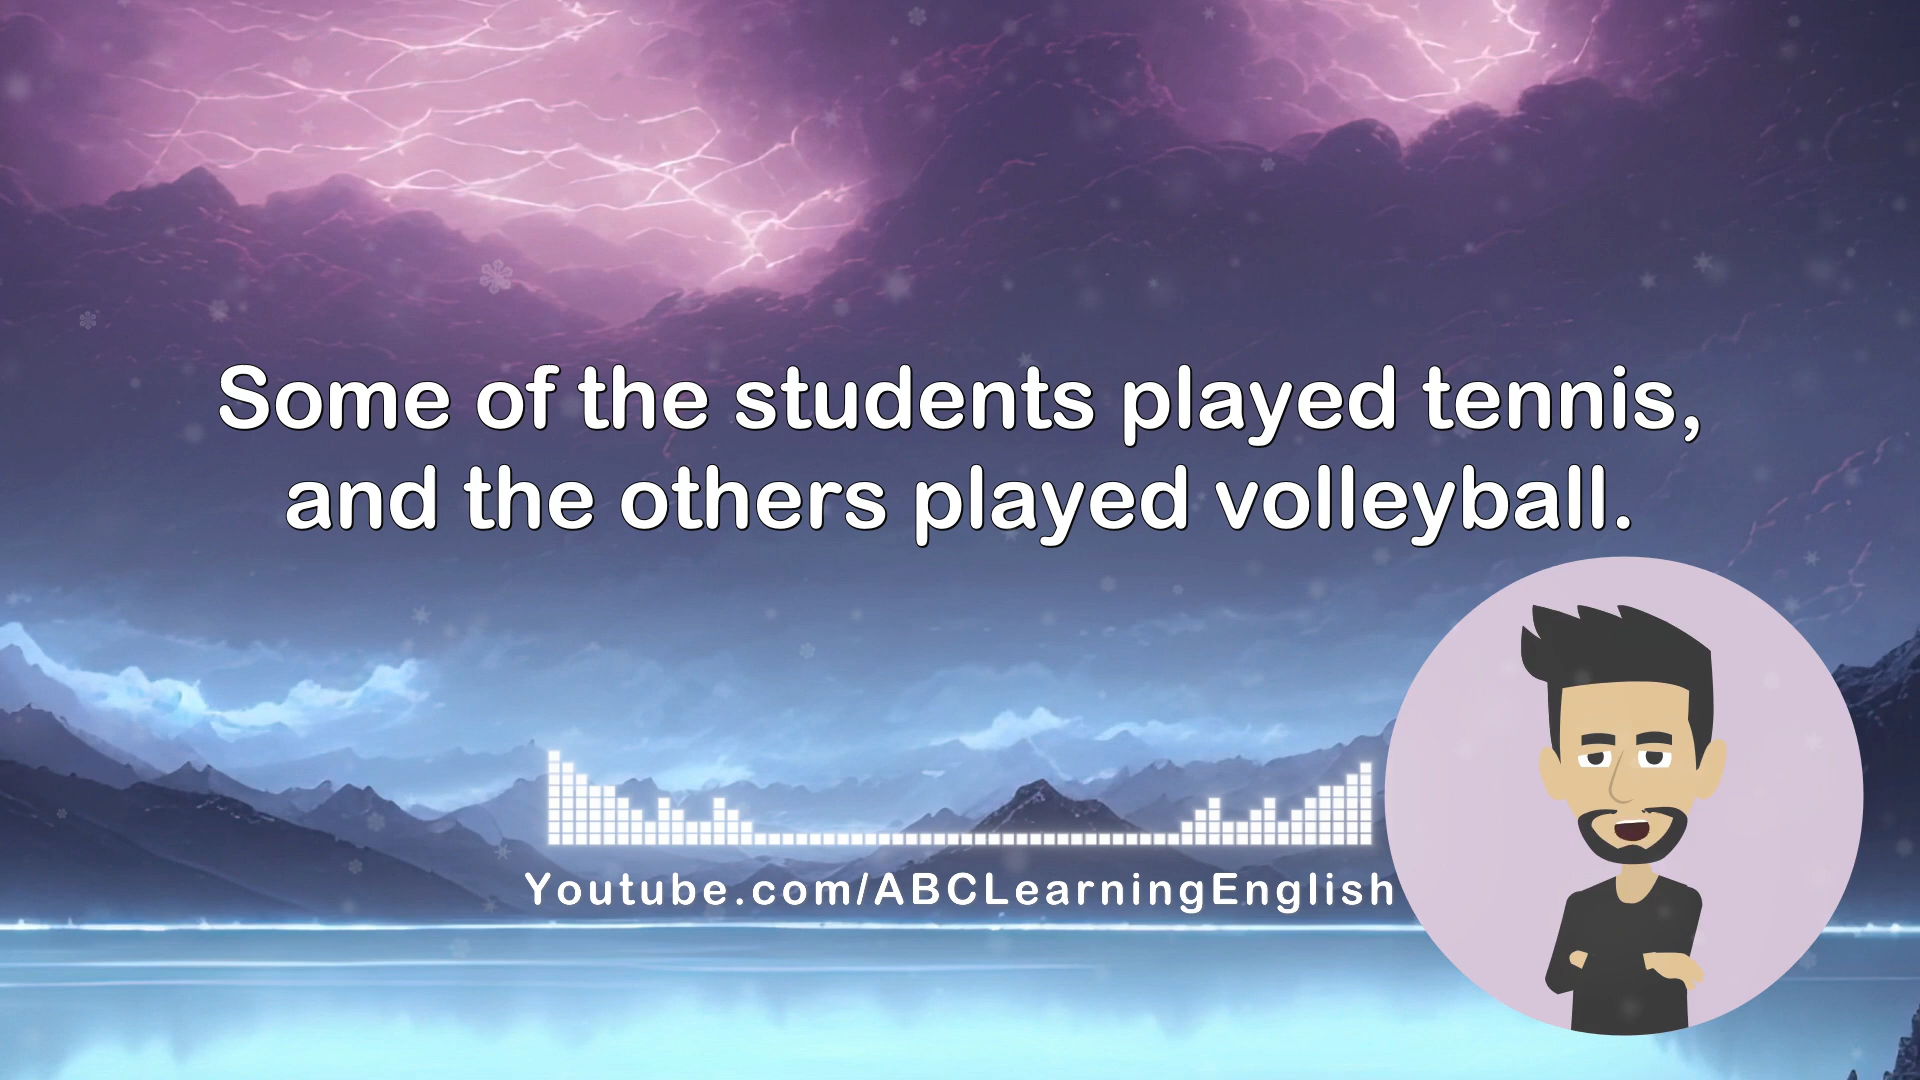 Some of the students played tennis,
and the others played volleyball.
Youtube.com/ABCLearningEnglish